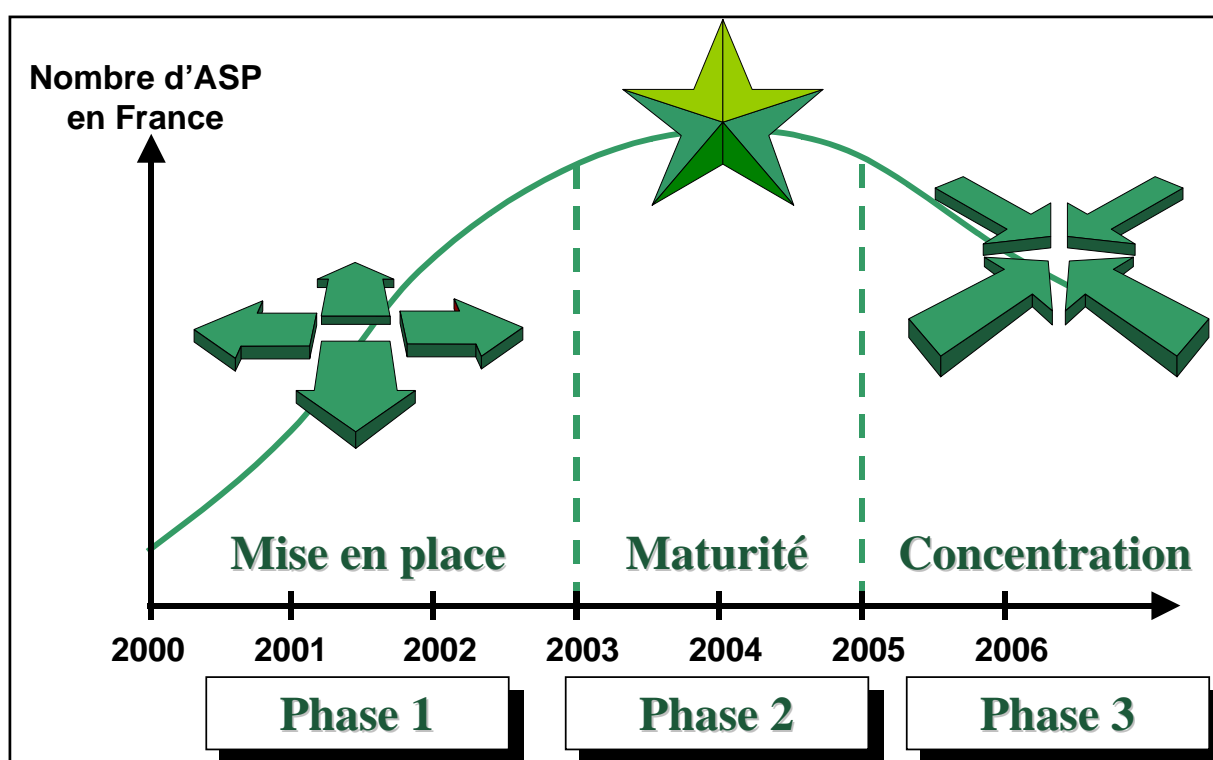 Nombre d'ASP
en France
Mise en place
Maturité
Concentration
2000 2001 2002 2003 2004 2005 2006
Phase 1
Phase 2
Phase 3